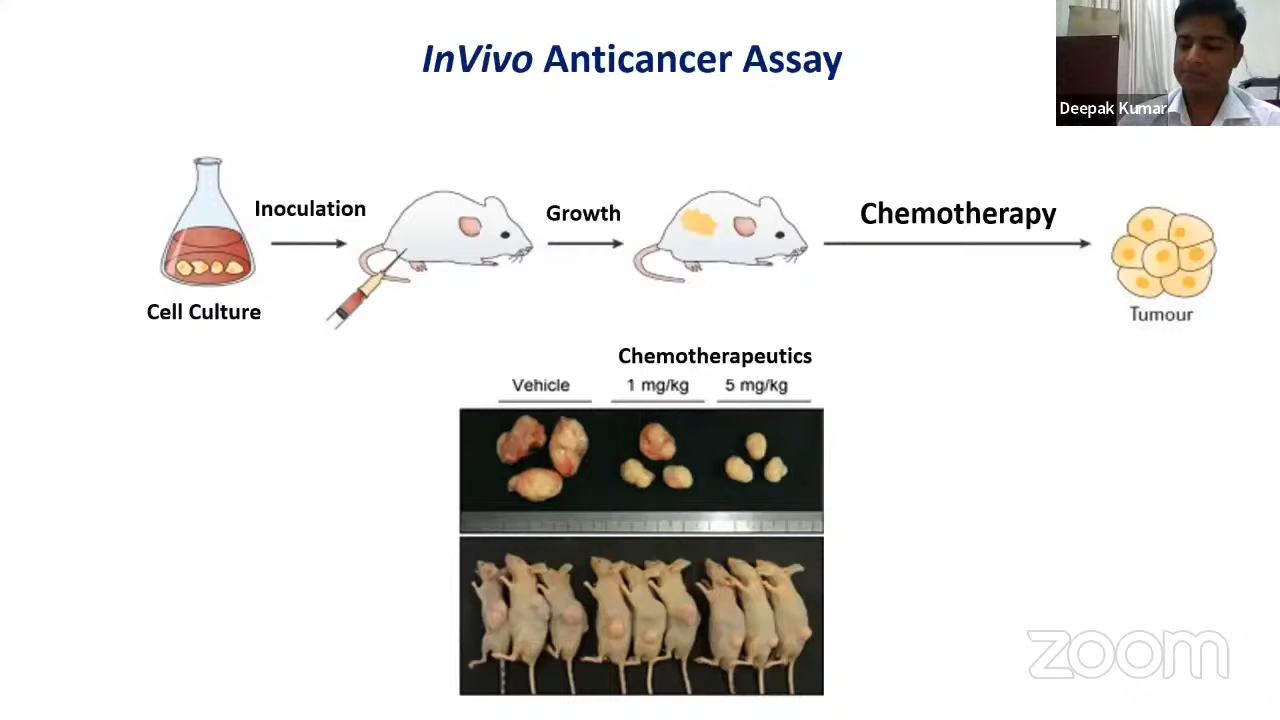 InVivo Anticancer Assay
Deepak Kumar
Inoculation
Growth
Chemotherapy
Cell Culture
Tumour
Chemotherapeutics
Vehicle 1 mg/kg 5 mg/kg
zoom